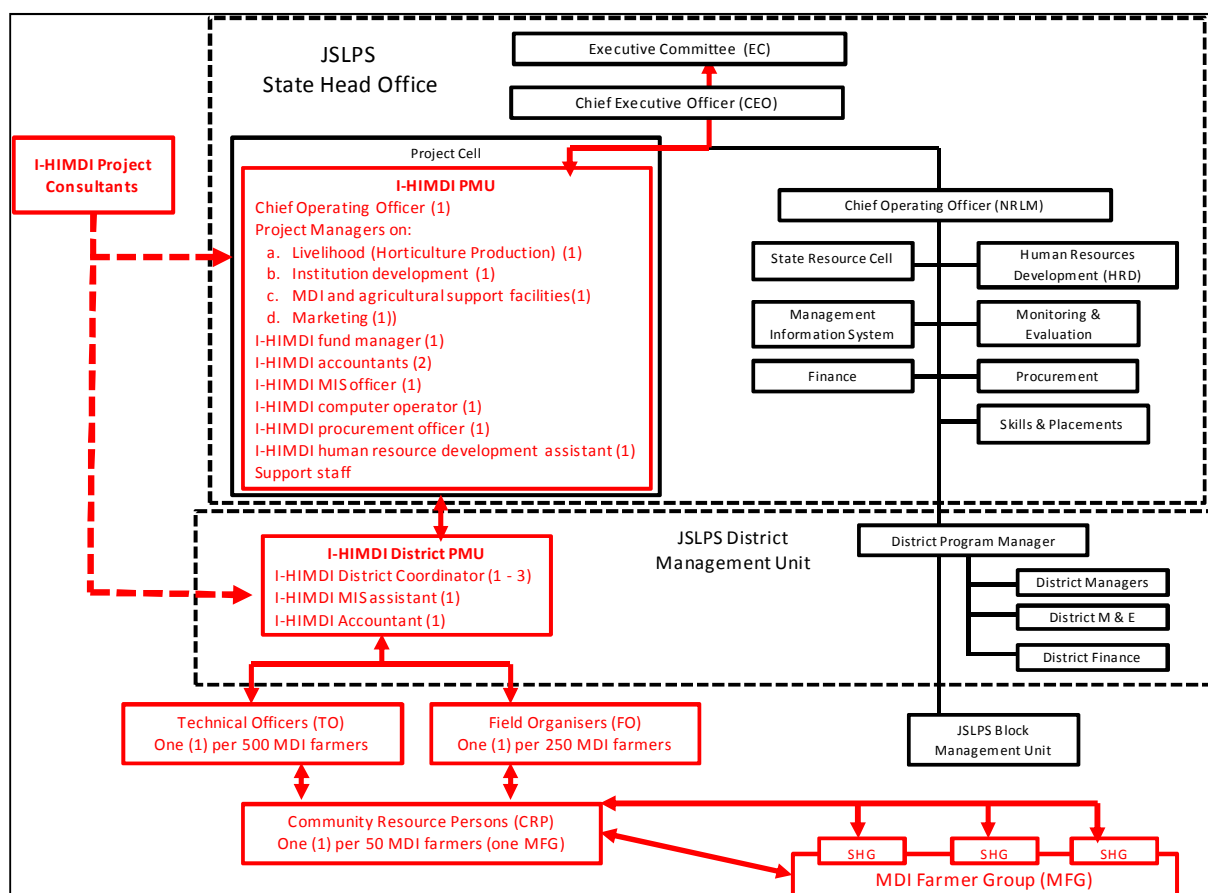 JSLPS
State Head Office
Executive Committee (EC)
Chief Executive Officer (CEO)
I-HIMDI Project
Consultants
Project Cell
I-HIMDI PMU
Chief Operating Officer (1)
Project Managers on:
a. Livelihood (Horticulture Production) (1)
b. Institution development (1)
c. MDI and agricultural support facilities(1)
d. Marketing (1))
I-HIMDI fund manager (1)
I-HIMDI accountants (2)
I-HIMDI MIS officer (1)
I-HIMDI computer operator (1)
I-HIMDI procurement officer (1)
I-HIMDI human resource development assistant (1)
Support staff
Chief Operating Officer (NRLM)
State Resource Cell
Human Resources
Development (HRD)
Management
Information System
Monitoring &
Evaluation
Finance
Procurement
Skills & Placements
JSLPS District
Management Unit
I-HIMDI District PMU
I-HIMDI District Coordinator (1 - 3)
I-HIMDI MIS assistant (1)
I-HIMDI Accountant (1)
District Program Manager
District Managers
District M & E
District Finance
Technical Officers (TO)
One (1) per 500 MDI farmers
Field Organisers (FO)
One (1) per 250 MDI farmers
JSLPS Block
Management Unit
Community Resource Persons (CRP)
One (1) per 50 MDI farmers (one MFG)
SHG
SHG
SHG
MDI Farmer Group (MFG)